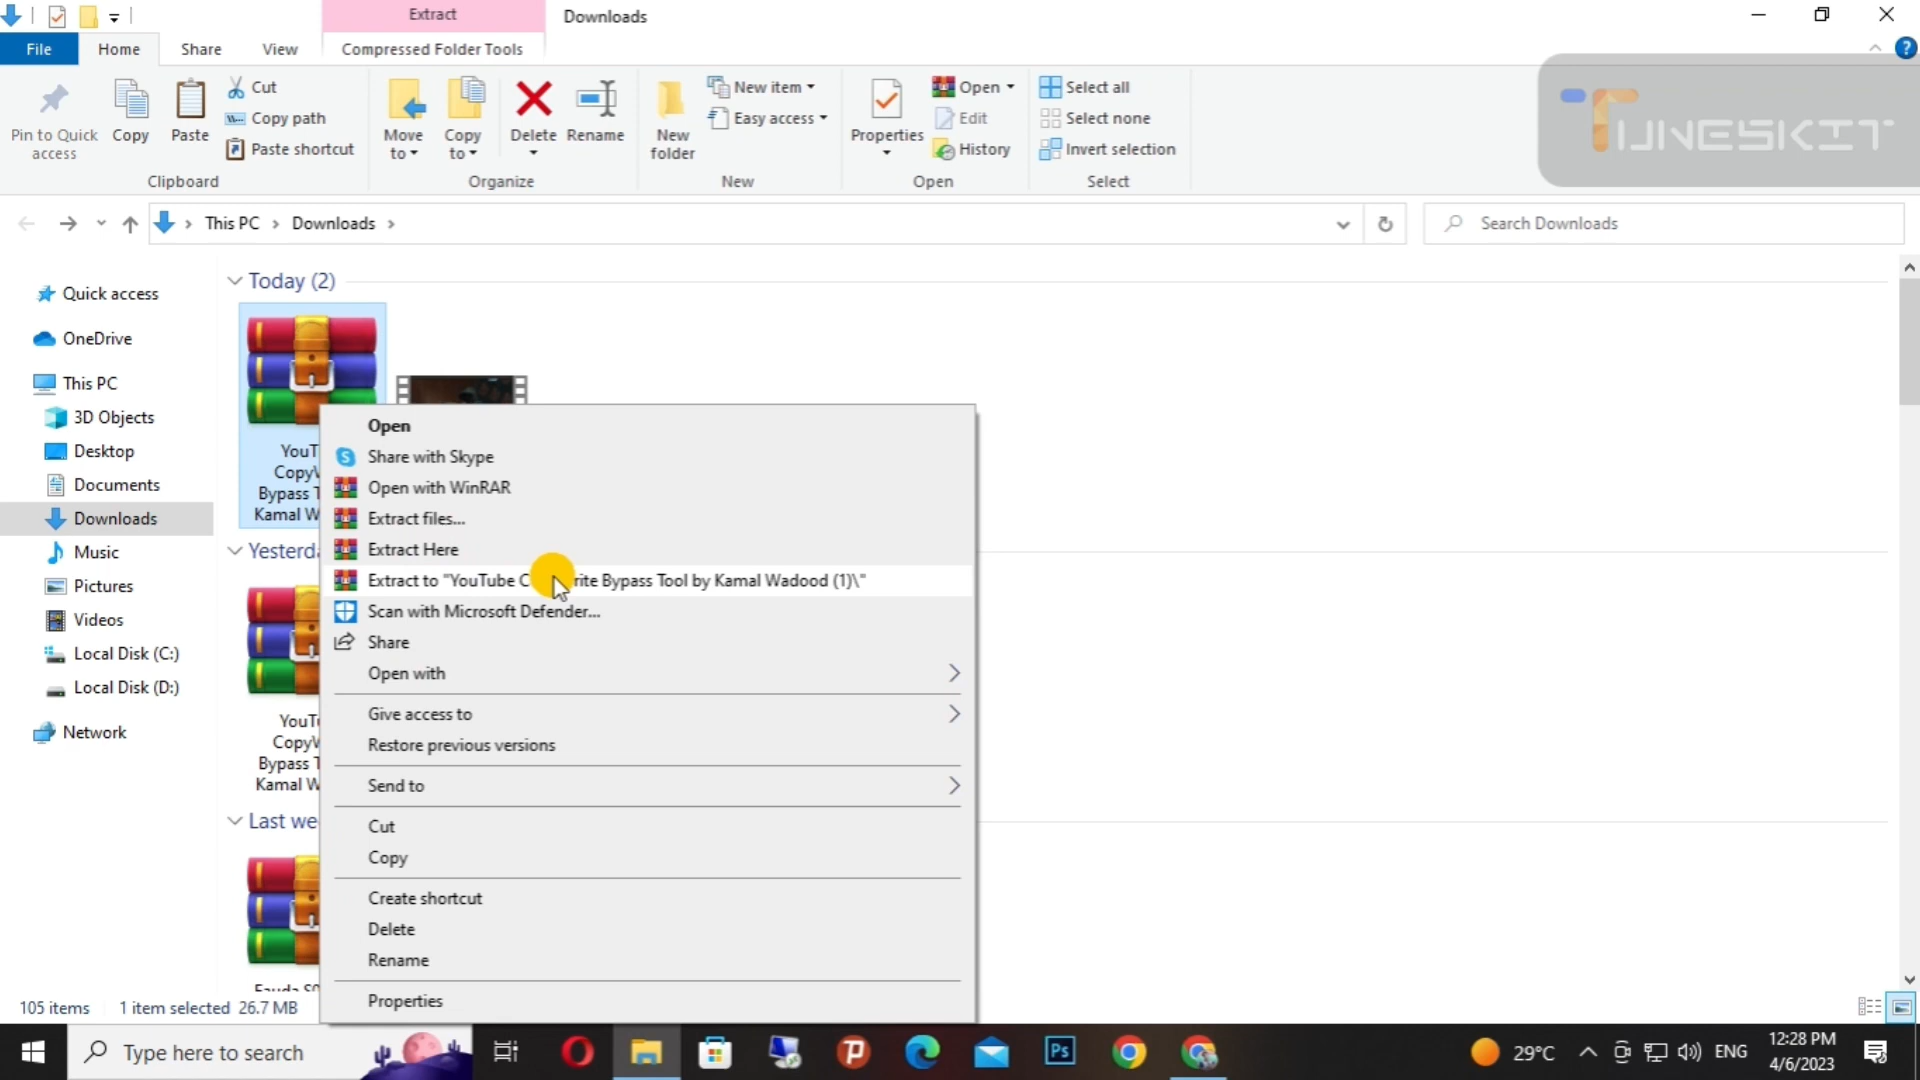 Extract
Downloads
File
Home
Share
View
Compressed Folder Tools
Pin to Quick access
Copy
Paste
Cut
Copy path
Paste shortcut
Clipboard
Move to
Copy to
Delete
Rename
Organize
New folder
New item
Easy access
New
Properties
Open
Edit
History
Open
Select all
Select none
Invert selection
Select
TUNESKIT
This PC
Downloads
Search Downloads
Quick access
OneDrive
This PC
3D Objects
Desktop
Documents
Downloads
Music
Pictures
Videos
Local Disk (C:)
Local Disk (D:)
Network
Today (2)
Bypass
Kamal
Bypass
Kamal
Open
Share with Skype
Open with WinRAR
Extract files...
Extract Here
Extract to "YouTube Bypass Tool by Kamal Wadood (1)\"
Scan with Microsoft Defender...
Share
Open with
Give access to
Restore previous versions
Send to
Cut
Copy
Create shortcut
Delete
Rename
Properties
105 items
1 item selected 26.7 MB
Type here to search
Ps
29°C
ENG
12:28 PM
4/6/2023